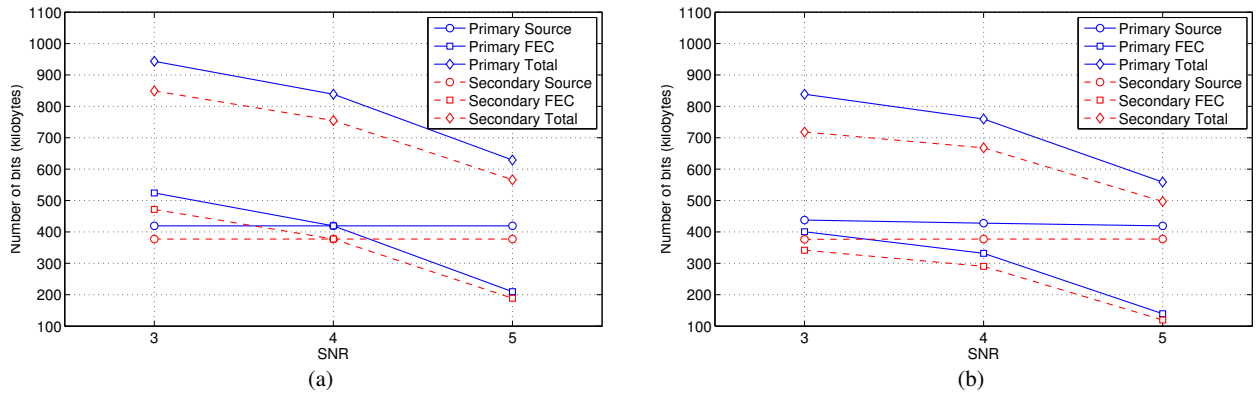 1100
1000
900
800
700
600
500
400
300
200
100
Number of bits (kilobytes)
3
4
5
SNR
Primary Source
Primary FEC
Primary Total
Secondary Source
Secondary FEC
Secondary Total
(a)
1100
1000
900
800
700
600
500
400
300
200
100
Number of bits (kilobytes)
3
4
5
SNR
Primary Source
Primary FEC
Primary Total
Secondary Source
Secondary FEC
Secondary Total
(b)